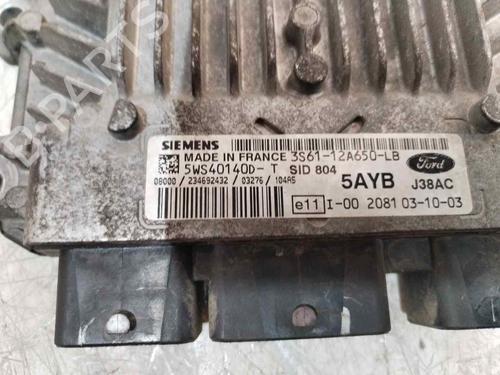 SIEMENS
MADE IN FRANCE 3S61-12A650-LB
5WS40140D- T SID 804
08000 / 234692432 / 03276 / 104A5
Ford
5AYB J38AC
e11 I-00 2081 03-10-03